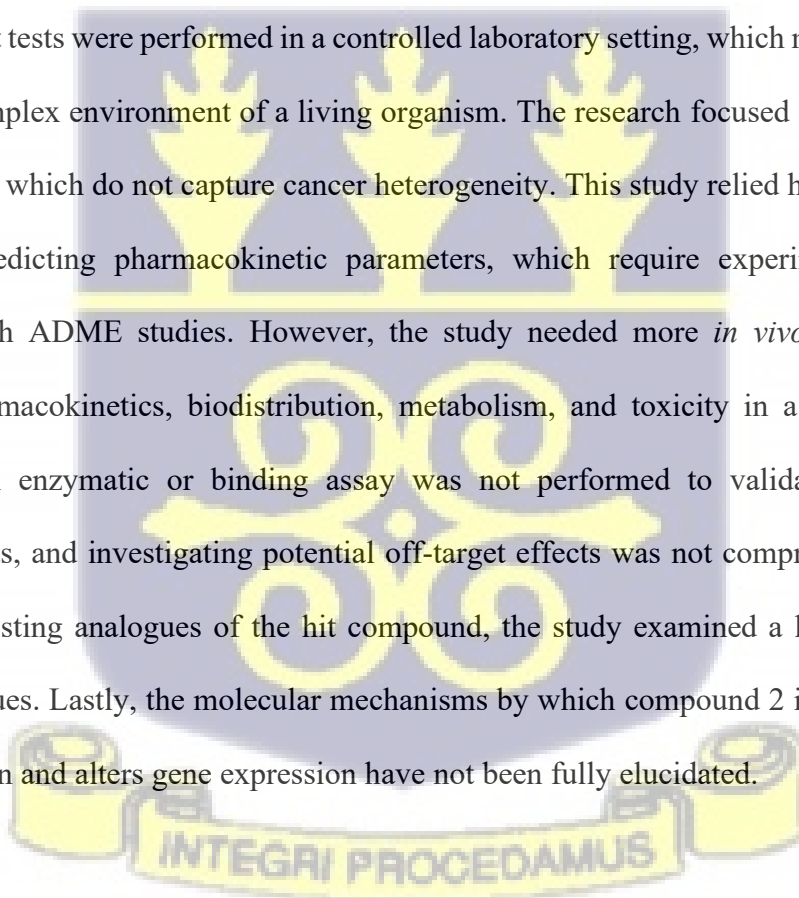 tests were performed in a controlled laboratory setting, which
mplex environment of a living organism. The research focused
which do not capture cancer heterogeneity. This study relied h
edicting pharmacokinetic parameters, which require experi
h ADME studies. However, the study needed more in vivo
macokinetics, biodistribution, metabolism, and toxicity in a
enzymatic or binding assay was not performed to valida
s, and investigating potential off-target effects was not compr
sting analogues of the hit compound, the study examined a l
ues. Lastly, the molecular mechanisms by which compound 2 i
n and alters gene expression have not been fully elucidated.
INTEGRI PROCEDAMUS